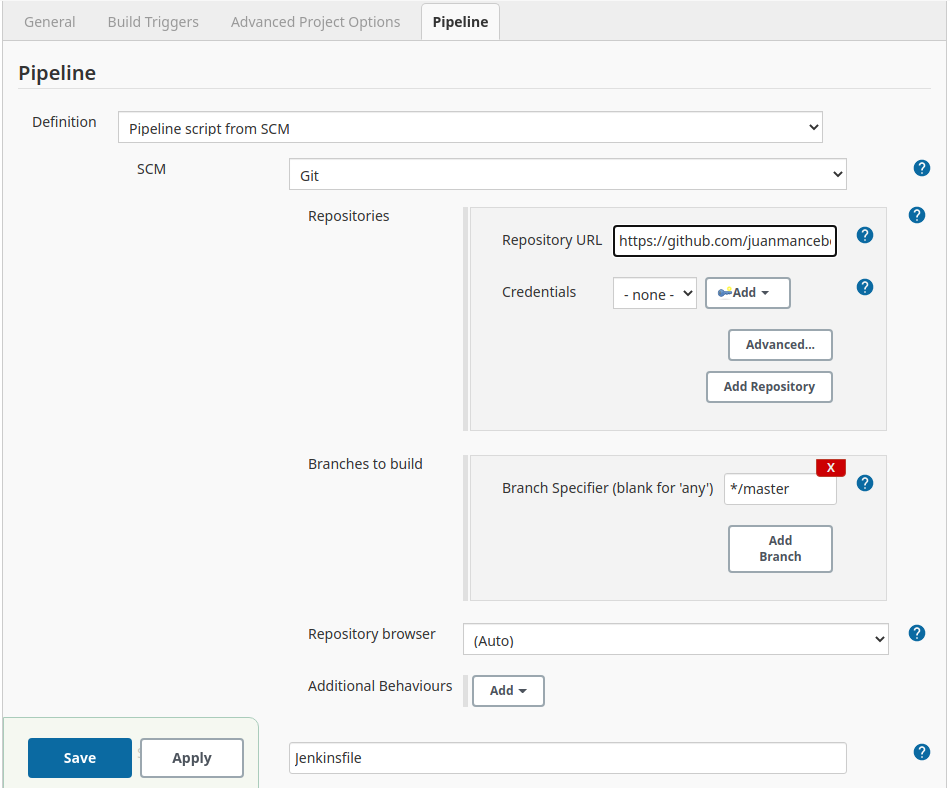 General Build Triggers Advanced Project Options Pipeline
Pipeline
Definition Pipeline script from SCM
SCM Git ?
Repositories ?
Repository URL https://github.com/juanmanceb ?
Credentials - none - Add ?
Advanced...
Add Repository
Branches to build
X
Branch Specifier (blank for 'any') */master ?
Add
Branch
Repository browser (Auto) ?
Additional Behaviours Add
Save Apply Jenkinsfile ?